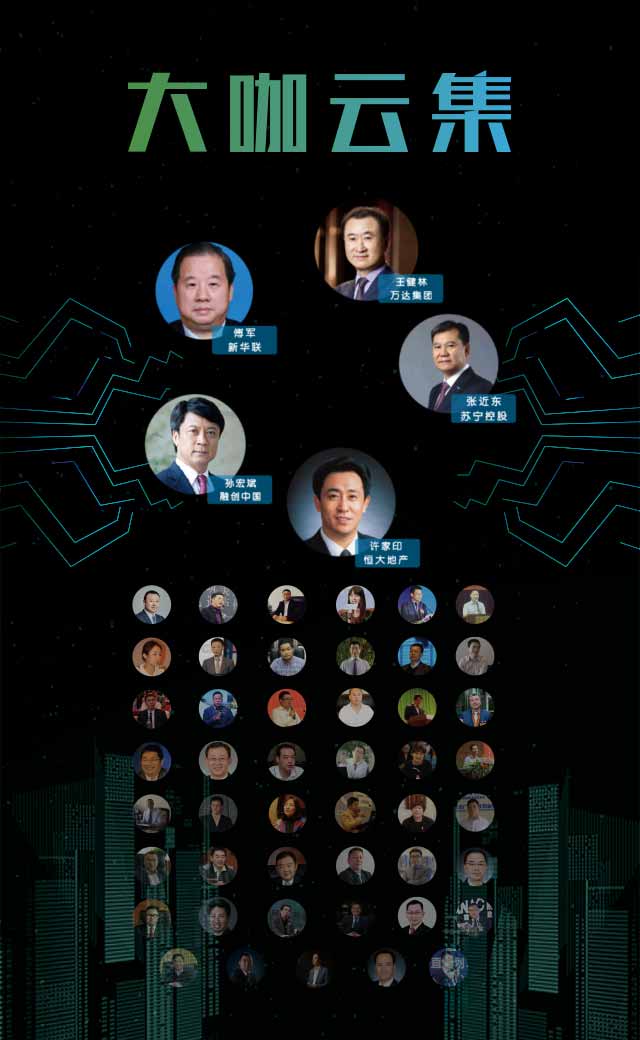 大咖云集
王健林
万达集团
傅军
新华联
张近东
苏宁控股
孙宏斌
融创中国
许家印
恒大地产